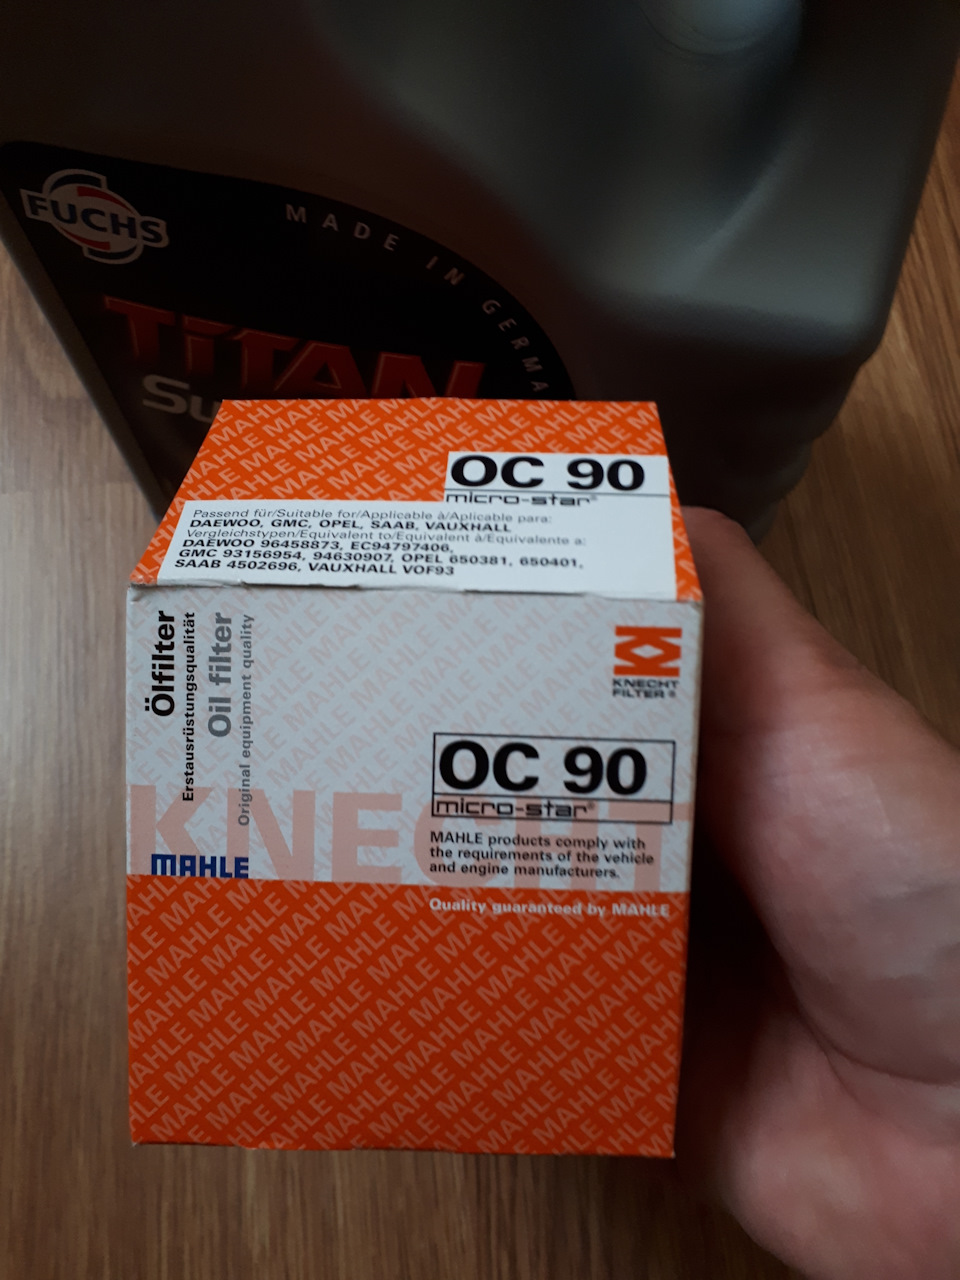 FUCHS
MADE IN GERMA
TITAN
Su
OC 90
micro-star®
Passend für/Suitable for/Applicable à/Aplicable para:
DAEWOO, GMC, OPEL, SAAB, VAUXHALL
Vergleichstypen/Equivalent to/Equivalent à/Equivalente a:
DAEWOO 96458873, EC94797406,
GMC 93156954, 94630907, OPEL 650381, 650401,
SAAB 4502696, VAUXHALL VOF93
Ölfilter
Erstausrüstungsqualität
Oil filter
Original equipment quality
KNECHT
FILTER®
OC 90
micro-star®
KNECHT
MAHLE products comply with
the requirements of the vehicle
and engine manufacturers.
MAHLE
Quality guaranteed by MAHLE